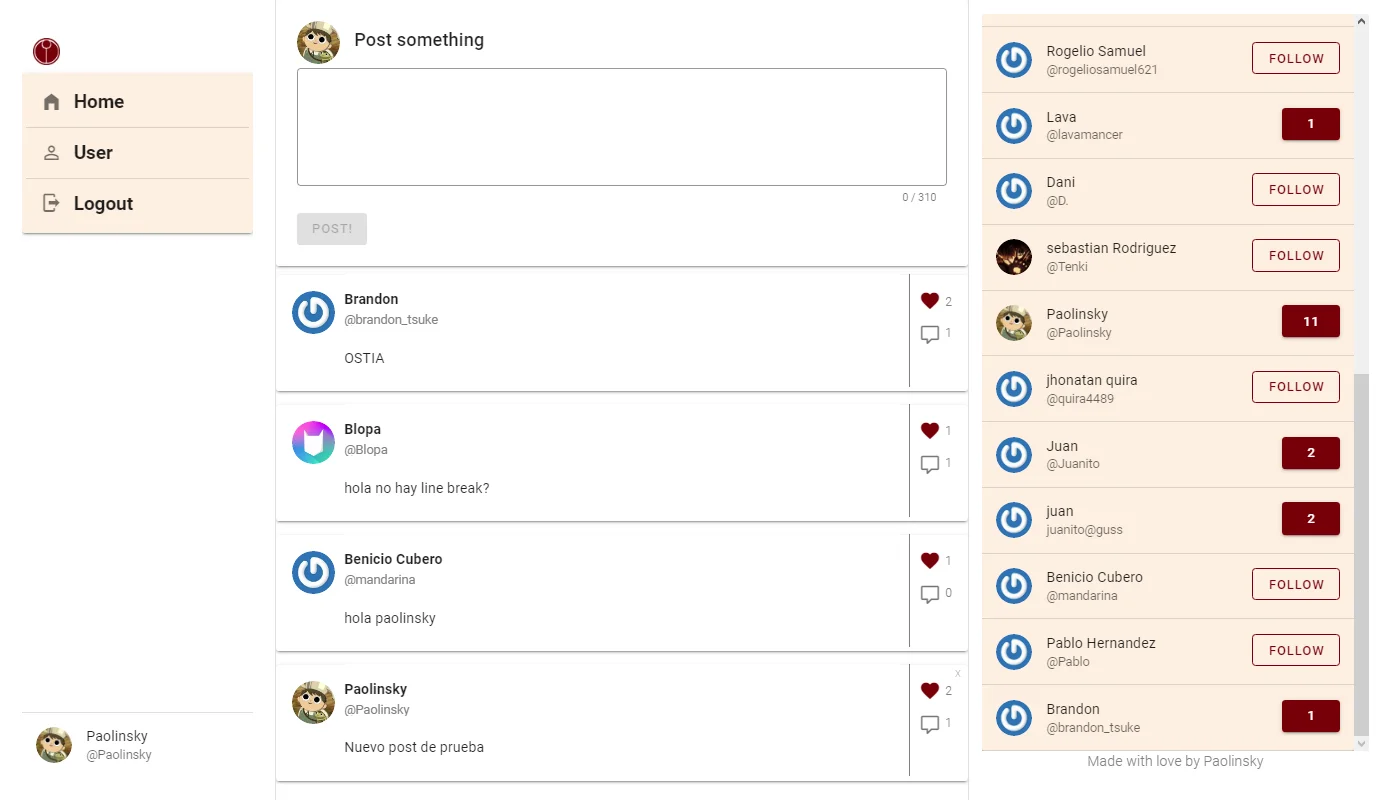 Home
User
Logout
Paolinsky
@Paolinsky
Post something
0 / 310
POST!
Brandon
@brandon_tsuke
OSTIA
2
1
Blopa
@Blopa
hola no hay line break?
1
1
Benicio Cubero
@mandarina
hola paolinsky
1
0
Paolinsky
@Paolinsky
Nuevo post de prueba
x
2
1
Rogelio Samuel
@rogeliosamuel621
FOLLOW
Lava
@lavamancer
1
Dani
@D.
FOLLOW
sebastian Rodriguez
@Tenki
FOLLOW
Paolinsky
@Paolinsky
11
jhonatan quira
@quira4489
FOLLOW
Juan
@Juanito
2
juan
juanito@guss
2
Benicio Cubero
@mandarina
FOLLOW
Pablo Hernandez
@Pablo
FOLLOW
Brandon
@brandon_tsuke
1
Made with love by Paolinsky